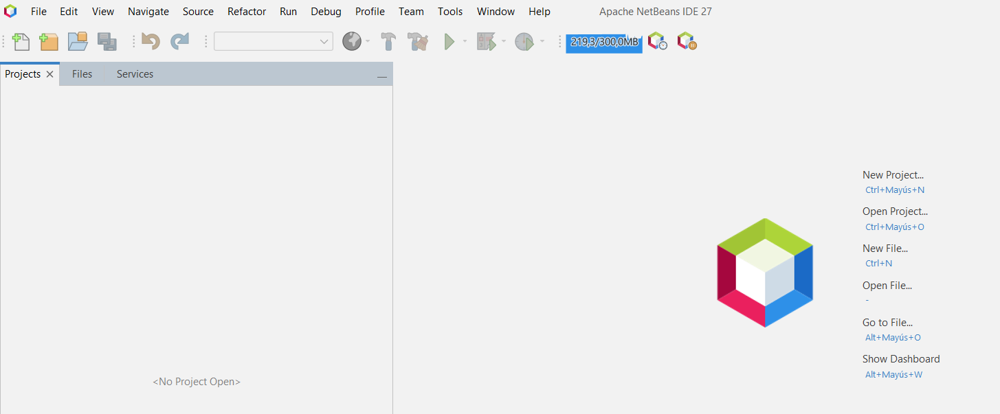 File Edit View Navigate Source Refactor Run Debug Profile Team Tools Window Help Apache NetBeans IDE 27
219,3/300,0MB
Projects Files Services
New Project...
Ctrl+Mayús+N
Open Project...
Ctrl+Mayús+O
New File...
Ctrl+N
Open File...
-
Go to File...
Alt+Mayús+O
Show Dashboard
Alt+Mayús+W
<No Project Open>